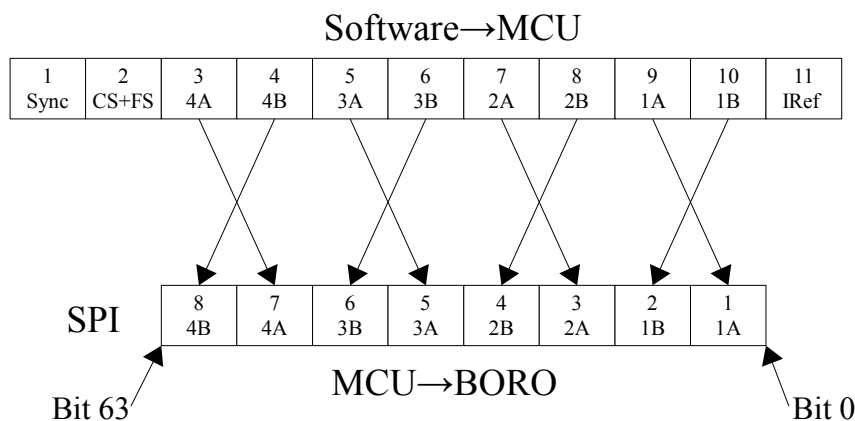 Software→MCU
1 2 3 4 5 6 7 8 9 10 11
Sync CS+FS 4A 4B 3A 3B 2A 2B 1A 1B IRef
SPI
8 7 6 5 4 3 2 1
4B 4A 3B 3A 2B 2A 1B 1A
MCU→BORO
Bit 63 Bit 0